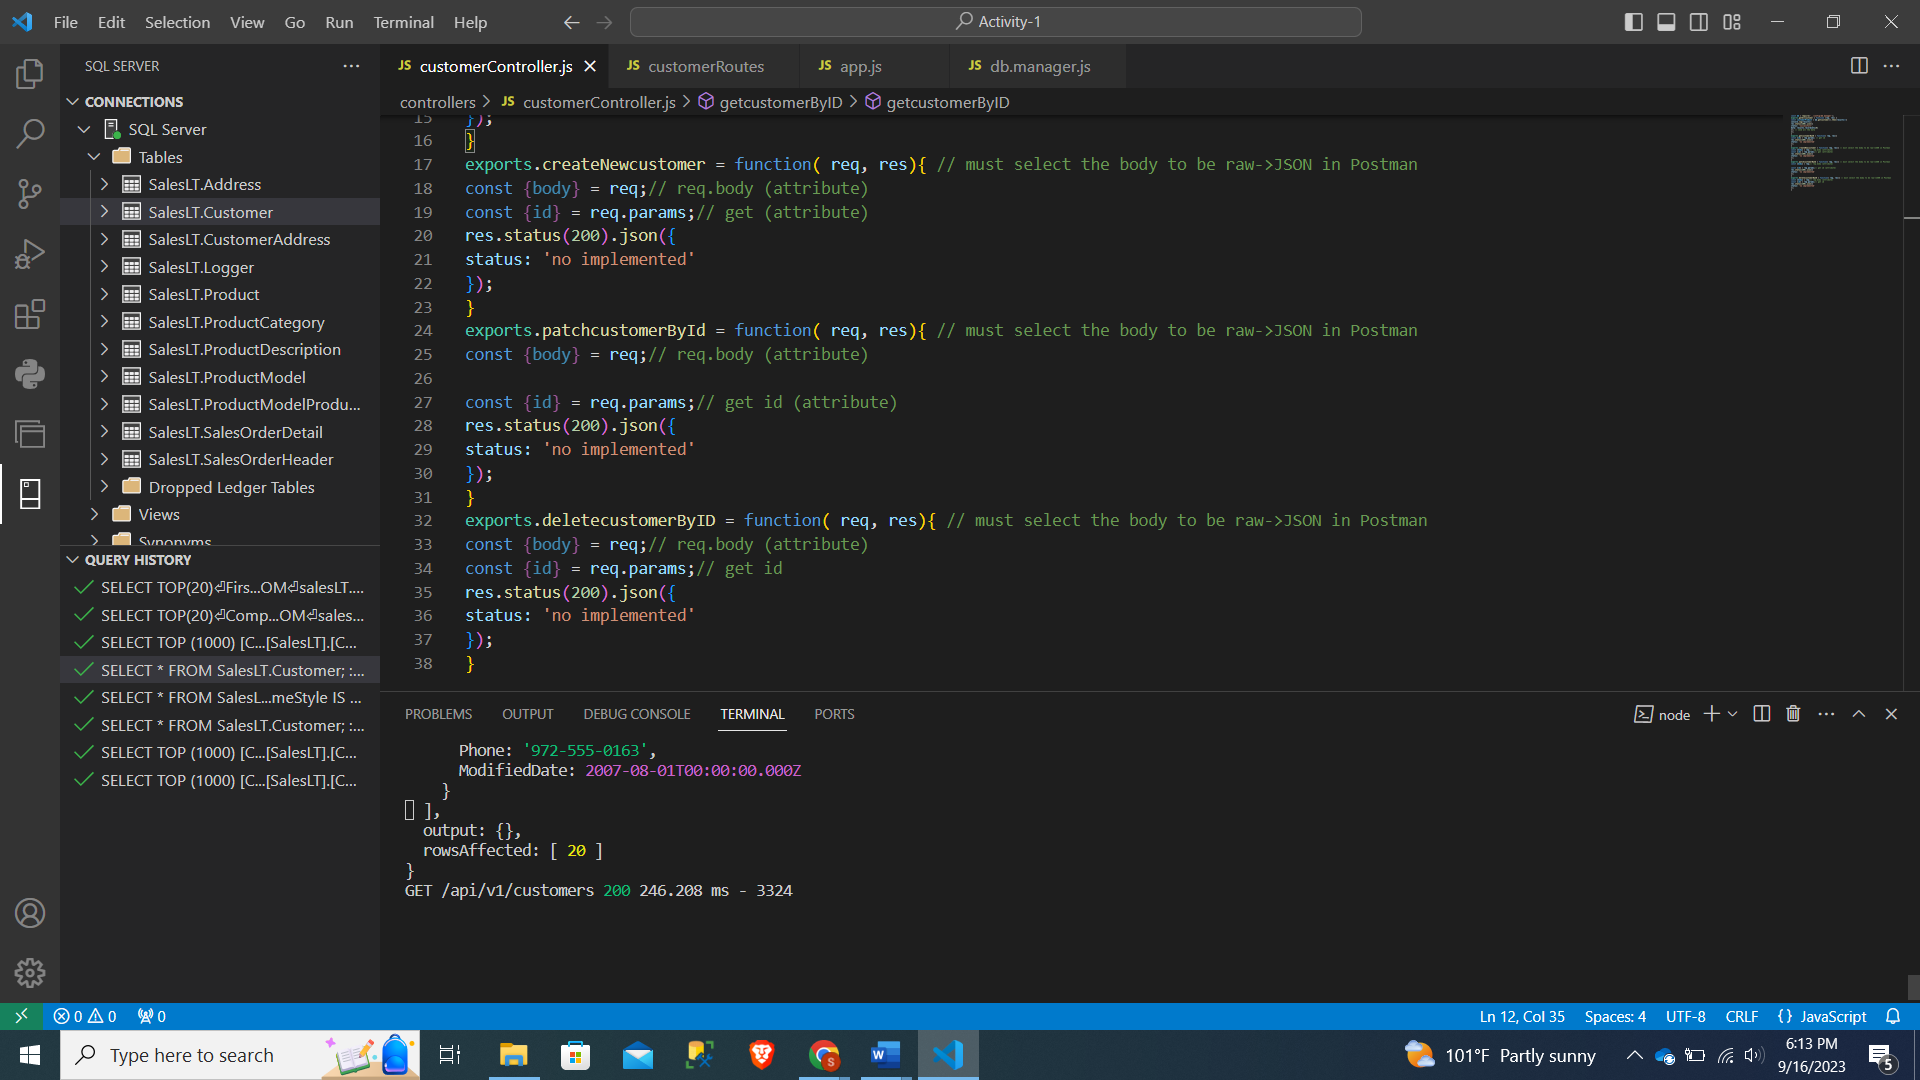 File Edit Selection View Go Run Terminal Help
Activity-1
SQL SERVER
CONNECTIONS
SQL Server
Tables
SalesLT.Address
SalesLT.Customer
SalesLT.CustomerAddress
SalesLT.Logger
SalesLT.Product
SalesLT.ProductCategory
SalesLT.ProductDescription
SalesLT.ProductModel
SalesLT.ProductModelProdu...
SalesLT.SalesOrderDetail
SalesLT.SalesOrderHeader
Dropped Ledger Tables
Views
Synonyms
QUERY HISTORY
SELECT TOP(20)⏎Firs...OM⏎salesLT....
SELECT TOP(20)⏎Comp...OM⏎sales...
SELECT TOP (1000) [C...[SalesLT].[C...
SELECT * FROM SalesLT.Customer; :...
SELECT * FROM SalesL...meStyle IS ...
SELECT * FROM SalesLT.Customer; :...
SELECT TOP (1000) [C...[SalesLT].[C...
SELECT TOP (1000) [C...[SalesLT].[C...
JS customerController.js JS customerRoutes JS app.js JS db.manager.js
controllers > JS customerController.js > getcustomerByID > getcustomerByID
15 });
16 }
17 exports.createNewcustomer = function( req, res){ // must select the body to be raw->JSON in Postman
18 const {body} = req;// req.body (attribute)
19 const {id} = req.params;// get (attribute)
20 res.status(200).json({
21 status: 'no implemented'
22 });
23 }
24 exports.patchcustomerById = function( req, res){ // must select the body to be raw->JSON in Postman
25 const {body} = req;// req.body (attribute)
26
27 const {id} = req.params;// get id (attribute)
28 res.status(200).json({
29 status: 'no implemented'
30 });
31 }
32 exports.deletecustomerByID = function( req, res){ // must select the body to be raw->JSON in Postman
33 const {body} = req;// req.body (attribute)
34 const {id} = req.params;// get id
35 res.status(200).json({
36 status: 'no implemented'
37 });
38 }
PROBLEMS OUTPUT DEBUG CONSOLE TERMINAL PORTS
node
Phone: '972-555-0163',
ModifiedDate: 2007-08-01T00:00:00.000Z
}
],
output: {},
rowsAffected: [ 20 ]
}
GET /api/v1/customers 200 246.208 ms - 3324
0 0 0
Ln 12, Col 35 Spaces: 4 UTF-8 CRLF {} JavaScript
Type here to search
101°F Partly sunny
6:13 PM
9/16/2023
5